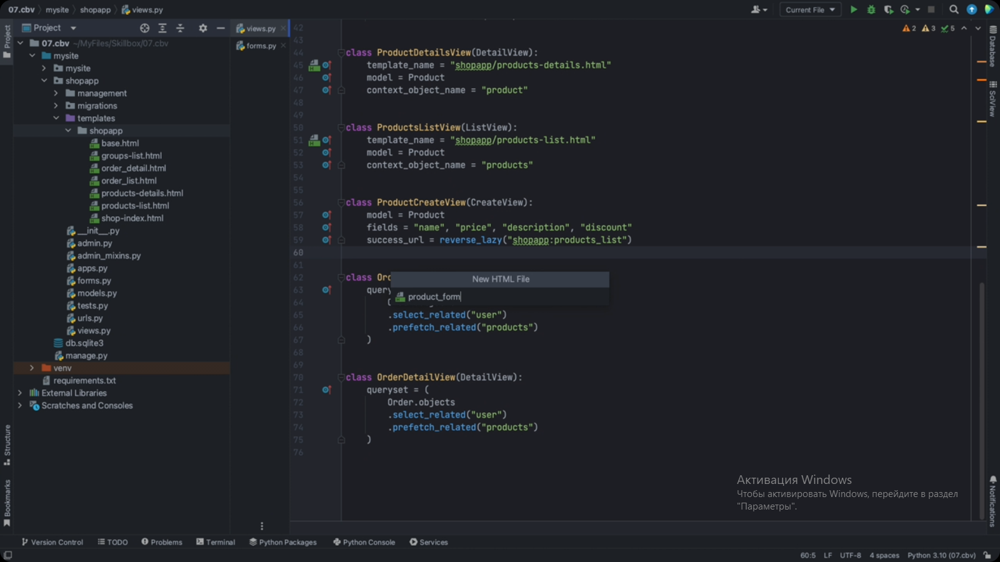 07.cbv mysite shopapp views.py
Current File
Project
views.py
forms.py
2 3 5
Project
07.cbv ~/MyFiles/Skillbox/07.cbv
mysite
mysite
shopapp
management
migrations
templates
shopapp
base.html
groups-list.html
order_detail.html
order_list.html
products-details.html
products-list.html
shop-index.html
__init__.py
admin.py
admin_mixins.py
apps.py
forms.py
models.py
tests.py
urls.py
views.py
db.sqlite3
manage.py
venv
requirements.txt
External Libraries
Scratches and Consoles
Structure
Bookmarks
42
43
44 class ProductDetailsView(DetailView):
45 template_name = "shopapp/products-details.html"
46 model = Product
47 context_object_name = "product"
48
49
50 class ProductsListView(ListView):
51 template_name = "shopapp/products-list.html"
52 model = Product
53 context_object_name = "products"
54
55
56 class ProductCreateView(CreateView):
57 model = Product
58 fields = "name", "price", "description", "discount"
59 success_url = reverse_lazy("shopapp:products_list")
60
61
62 class Ord
63 query
64
65 .select_related("user")
66 .prefetch_related("products")
67 )
68
69
70 class OrderDetailView(DetailView):
71 queryset = (
72 Order.objects
73 .select_related("user")
74 .prefetch_related("products")
75 )
76
New HTML File
product_form
Database
SciView
Notifications
Активация Windows
Чтобы активировать Windows, перейдите в раздел
"Параметры".
Version Control TODO Problems Terminal Python Packages Python Console Services
60:5 LF UTF-8 4 spaces Python 3.10 (07.cbv)